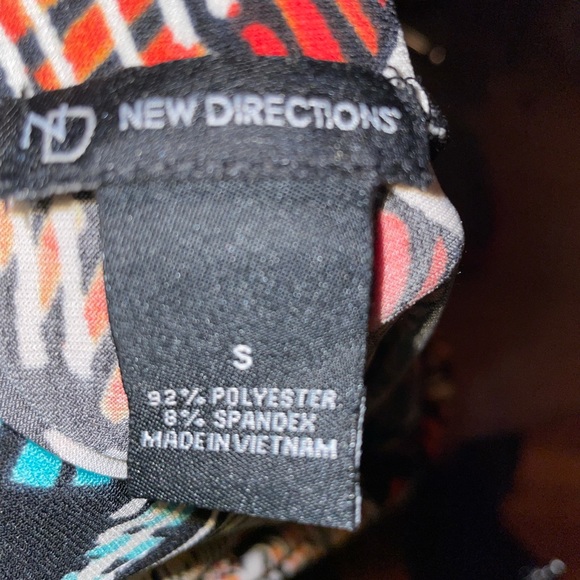 ND NEW DIRECTIONS
S
92% POLYESTER
8% SPANDEX
MADE IN VIETNAM